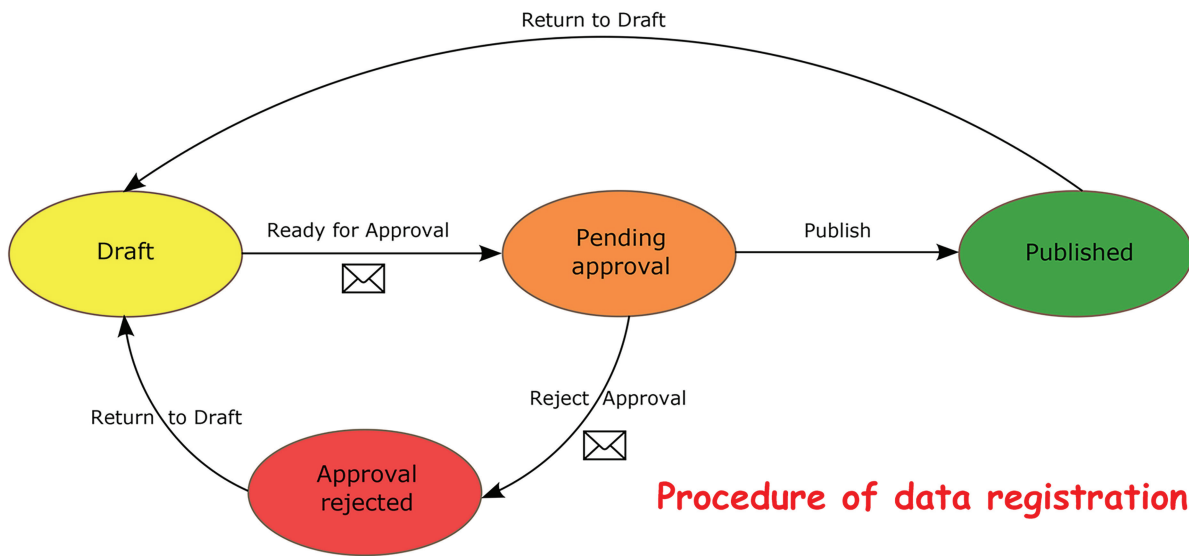 Return to Draft
Draft
Ready for Approval
Pending
approval
Publish
Published
Reject Approval
Return to Draft
Approval
rejected
Procedure of data registration